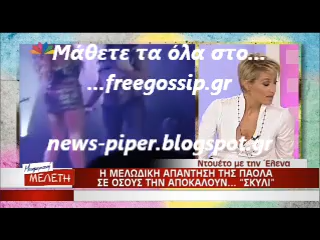 Μάθετε τα όλα στο...
...freegossip.gr
news-piper.blogspot.gr
Ντουέτο με την Έλενα
ΜΕΛΕΤΗ
Η ΜΕΛΩΔΙΚΗ ΑΠΑΝΤΗΣΗ ΤΗΣ ΠΑΟΛΑ
ΣΕ ΟΣΟΥΣ ΤΗΝ ΑΠΟΚΑΛΟΥΝ... "ΣΚΥΛΙ"